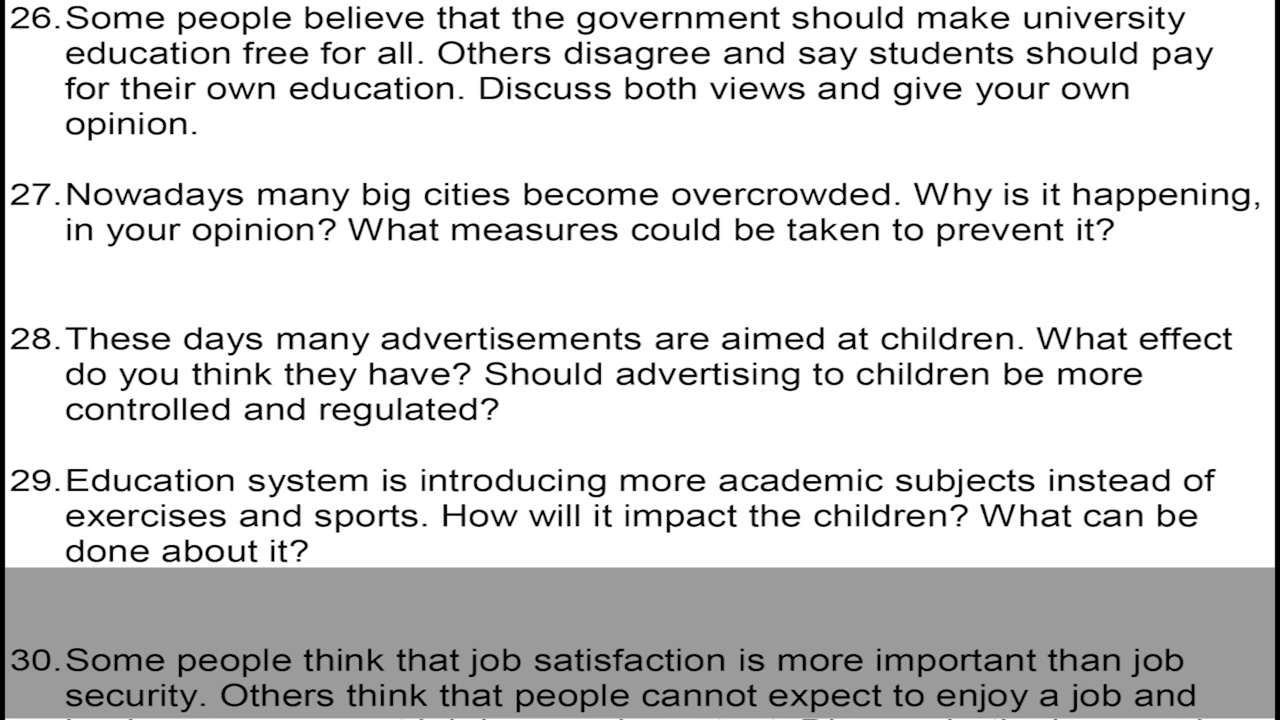 26. Some people believe that the government should make university
education free for all. Others disagree and say students should pay
for their own education. Discuss both views and give your own
opinion.
27. Nowadays many big cities become overcrowded. Why is it happening,
in your opinion? What measures could be taken to prevent it?
28. These days many advertisements are aimed at children. What effect
do you think they have? Should advertising to children be more
controlled and regulated?
29. Education system is introducing more academic subjects instead of
exercises and sports. How will it impact the children? What can be
done about it?
30. Some people think that job satisfaction is more important than job
security. Others think that people cannot expect to enjoy a job and